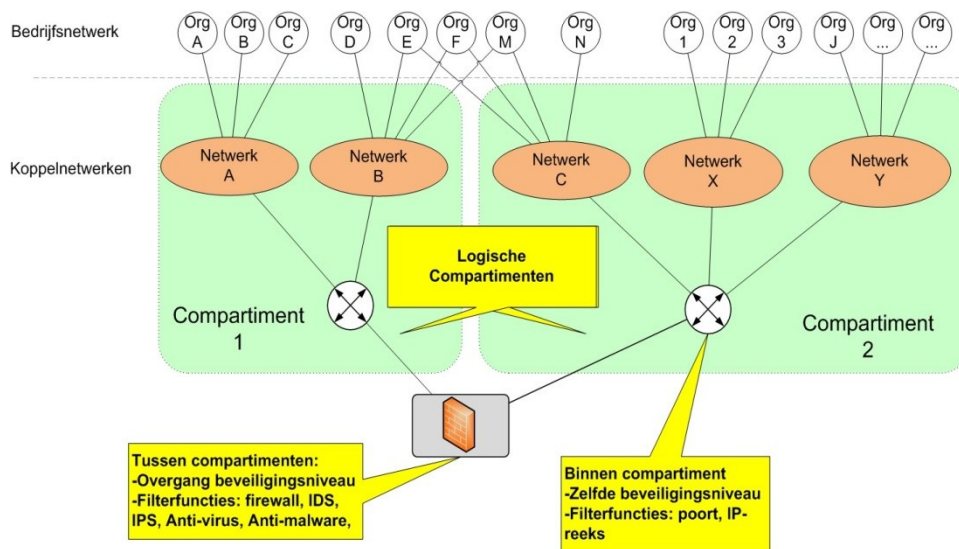 Bedrijfsnetwerk
Org A
Org B
Org C
Org D
Org E
Org F
Org M
Org N
Org 1
Org 2
Org 3
Org J
Org ...
Org ...
Koppelnetwerken
Netwerk A
Netwerk B
Netwerk C
Netwerk X
Netwerk Y
Logische
Compartimenten
Compartiment
1
Compartiment
2
Tussen compartimenten:
-Overgang beveiligingsniveau
-Filterfuncties: firewall, IDS,
IPS, Anti-virus, Anti-malware,
Binnen compartiment
-Zelfde beveiligingsniveau
-Filterfuncties: poort, IP-
reeks